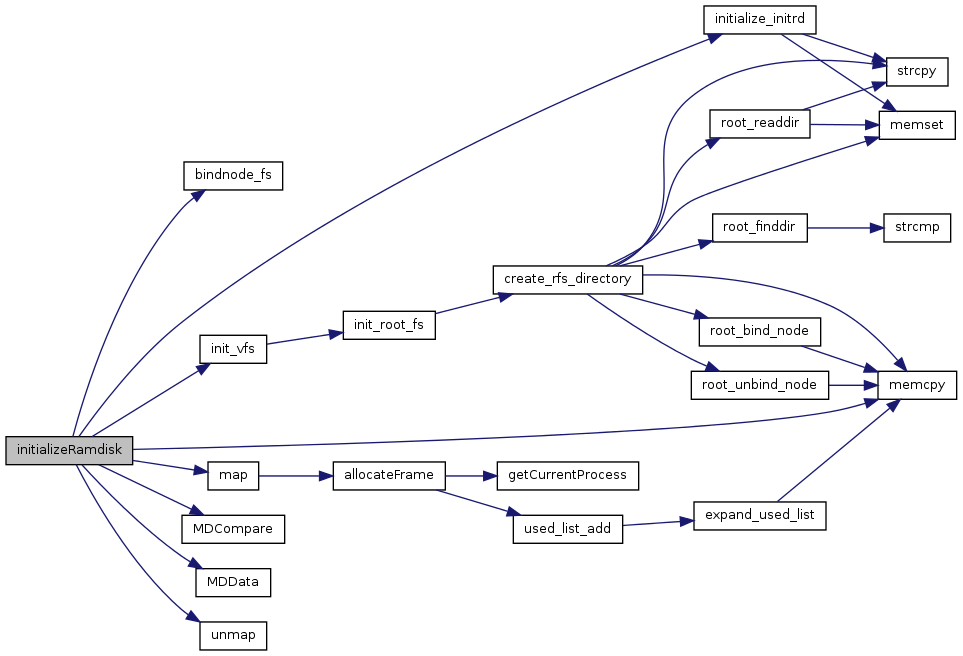 initialize_initrd
strcpy
root_readdir
memset
bindnode_fs
root_finddir
strcmp
create_rfs_directory
init_root_fs
root_bind_node
init_vfs
root_unbind_node
memcpy
initializeRamdisk
map
allocateFrame
getCurrentProcess
expand_used_list
MDCompare
used_list_add
MDData
unmap